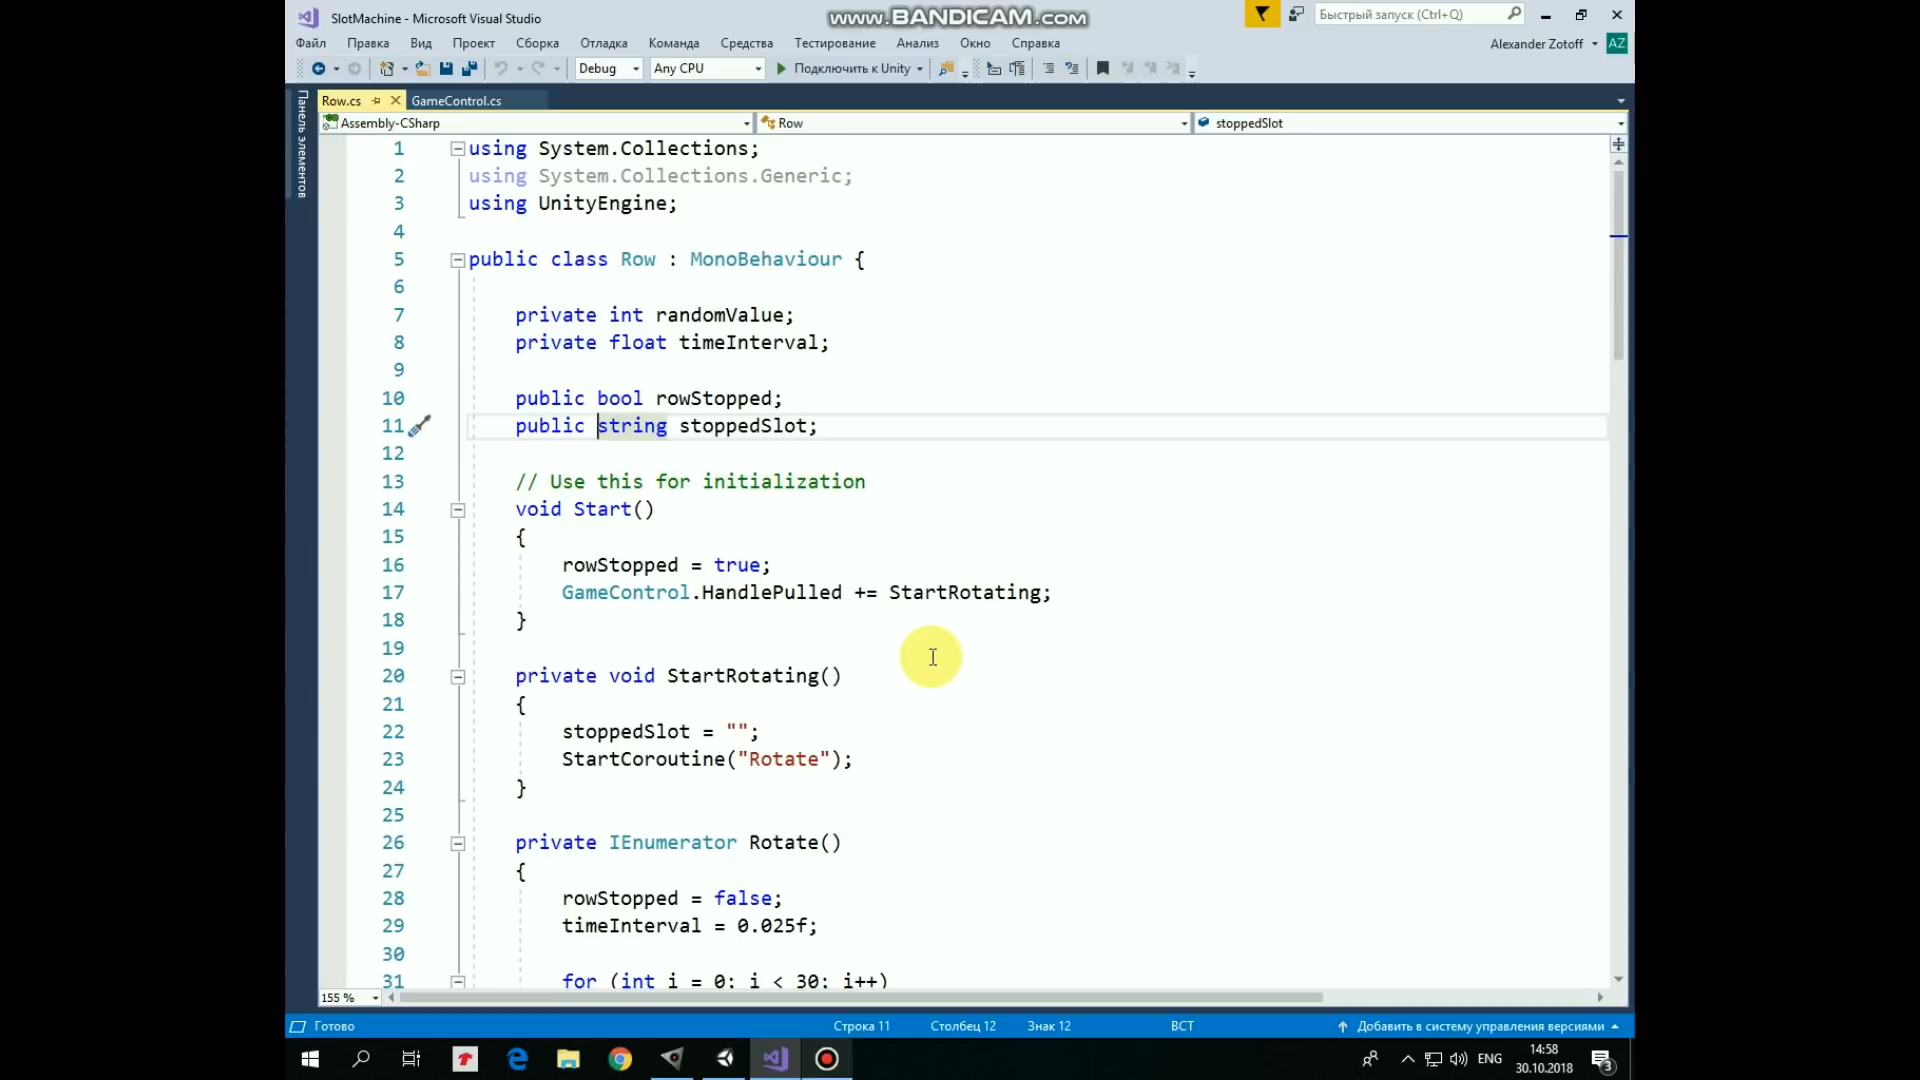 SlotMachine - Microsoft Visual Studio
www.BANDICAM.com
Быстрый запуск (Ctrl+Q)
Файл Правка Вид Проект Сборка Отладка Команда Средства Тестирование Анализ Окно Справка
Alexander Zotoff AZ
Debug Any CPU Подключить к Unity
Панель элементов
Row.cs GameControl.cs
Assembly-CSharp Row stoppedSlot
1 using System.Collections;
2 using System.Collections.Generic;
3 using UnityEngine;
4
5 public class Row : MonoBehaviour {
6
7 private int randomValue;
8 private float timeInterval;
9
10 public bool rowStopped;
11 public string stoppedSlot;
12
13 // Use this for initialization
14 void Start()
15 {
16 rowStopped = true;
17 GameControl.HandlePulled += StartRotating;
18 }
19
20 private void StartRotating()
21 {
22 stoppedSlot = "";
23 StartCoroutine("Rotate");
24 }
25
26 private IEnumerator Rotate()
27 {
28 rowStopped = false;
29 timeInterval = 0.025f;
30
31 for (int i = 0; i < 30; i++)
155 %
Готово Строка 11 Столбец 12 Знак 12 ВСТ Добавить в систему управления версиями
ENG 14:58
30.10.2018 3